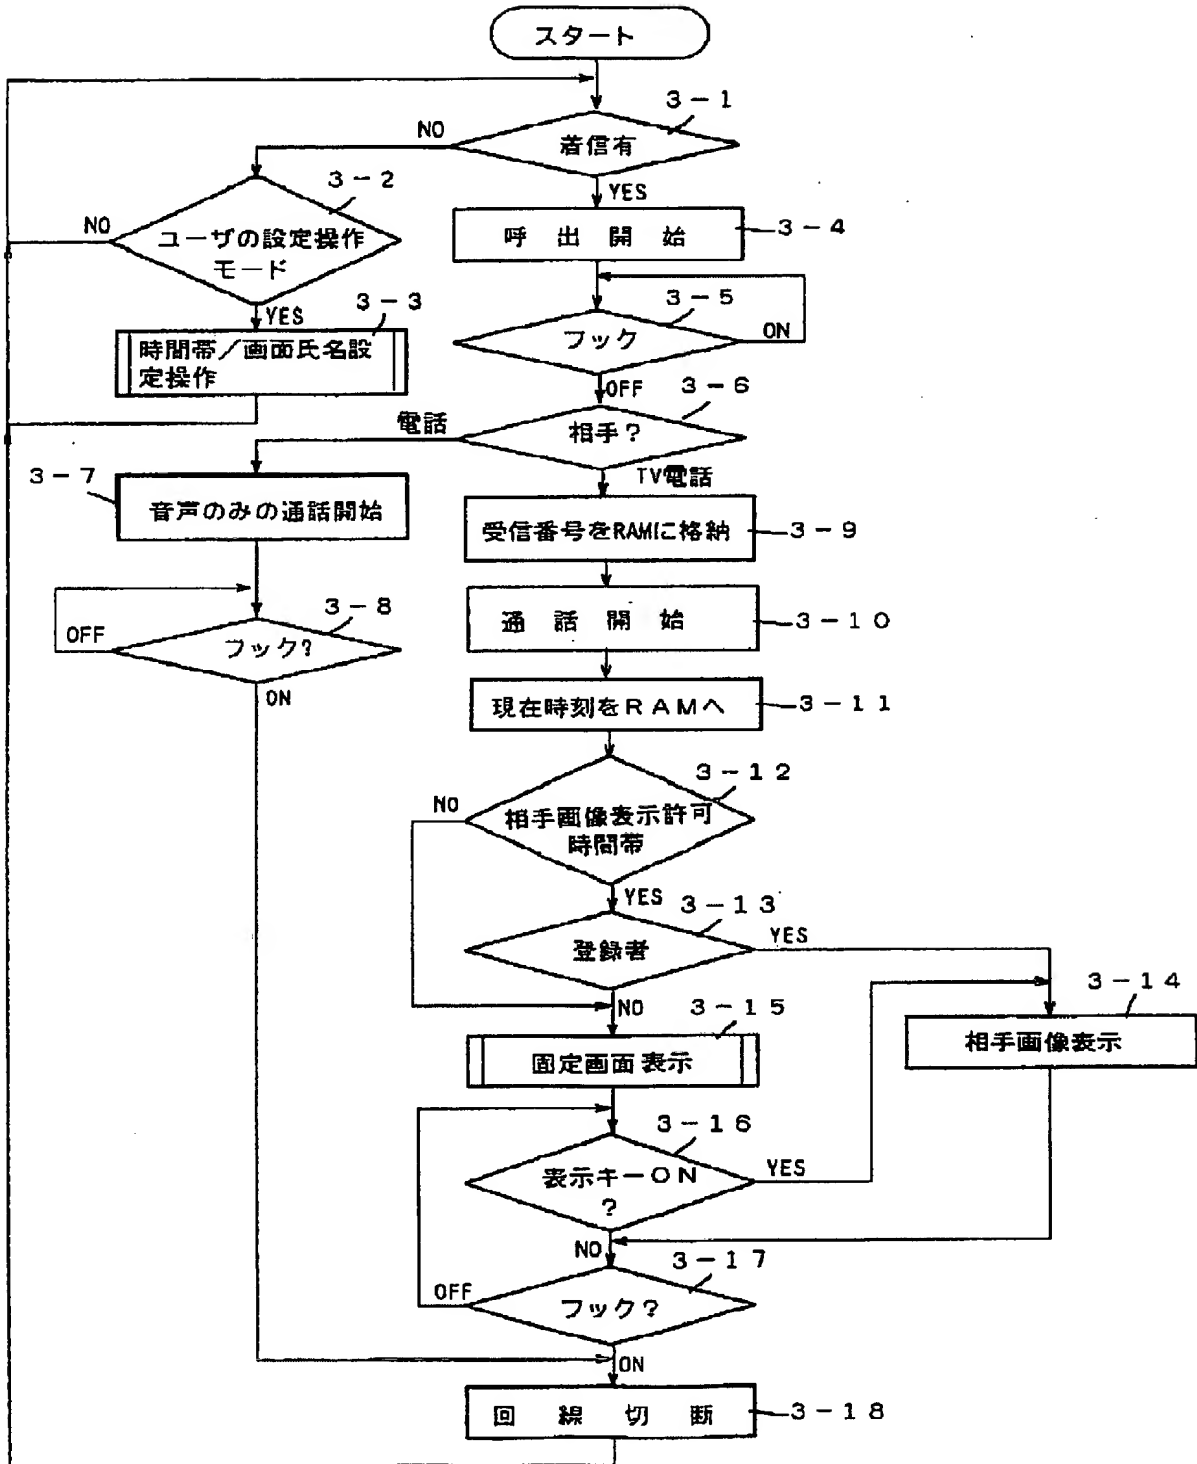 スタート
3-1
NO
着信有
YES
3-2
NO
ユーザの設定操作
モード
YES
呼出開始
3-4
3-3
時間帯/画面氏名設
定操作
3-5
フック
ON
OFF
3-6
電話
相手?
TV電話
3-7
音声のみの通話開始
受信番号をRAMに格納
3-9
通話開始
3-10
3-8
OFF
フック?
ON
現在時刻をRAMへ
3-11
3-12
NO
相手画像表示許可
時間帯
YES
3-13
登録者
YES
NO
3-14
相手画像表示
3-15
固定画面表示
3-16
表示キーON
?
YES
NO
3-17
OFF
フック?
ON
回線切断
3-18